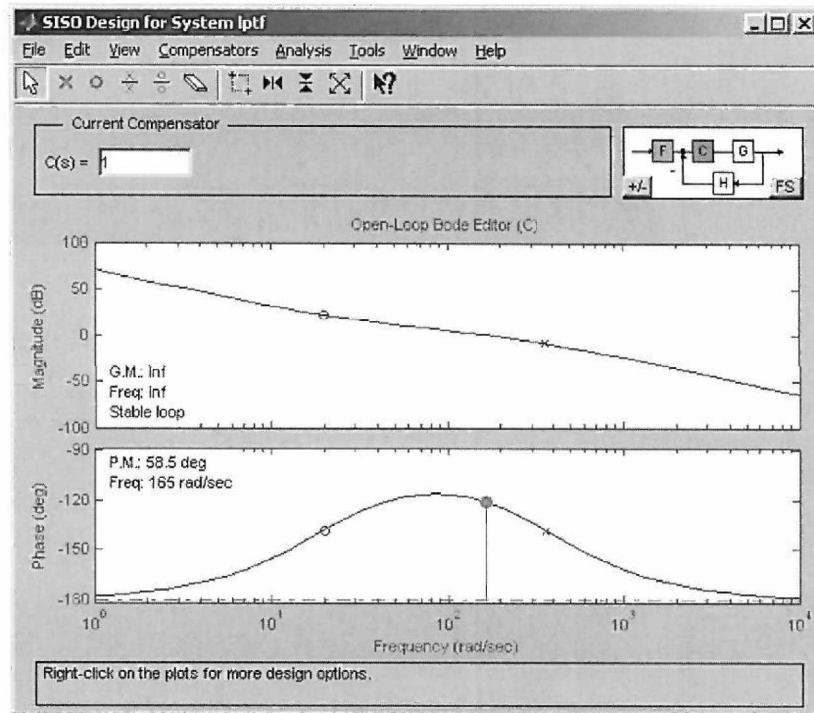 SISO Design for System lptf
File Edit View Compensators Analysis Tools Window Help
Current Compensator
C(s) = 1
F C G
H
+/- FS
Open-Loop Bode Editor (C)
Magnitude (dB)
100
50
0
-50
-100
G.M.: Inf
Freq: Inf
Stable loop
Phase (deg)
-90
-120
-150
-180
P.M.: 58.5 deg
Freq: 165 rad/sec
10^0 10^1 10^2 10^3 10^4
Frequency (rad/sec)
Right-click on the plots for more design options.